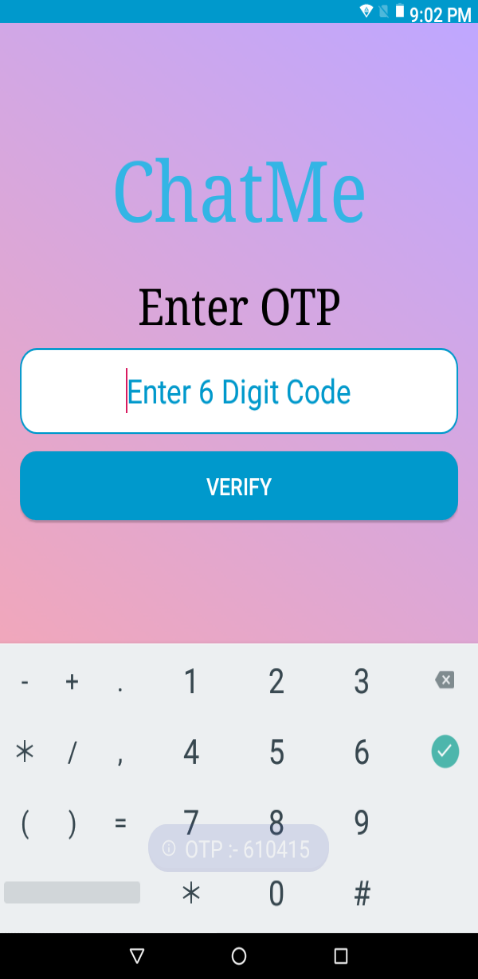 9:02 PM
ChatMe
Enter OTP
Enter 6 Digit Code
VERIFY
- + . 1 2 3
* / , 4 5 6
( ) = 7 8 9
OTP :- 610415
* 0 #